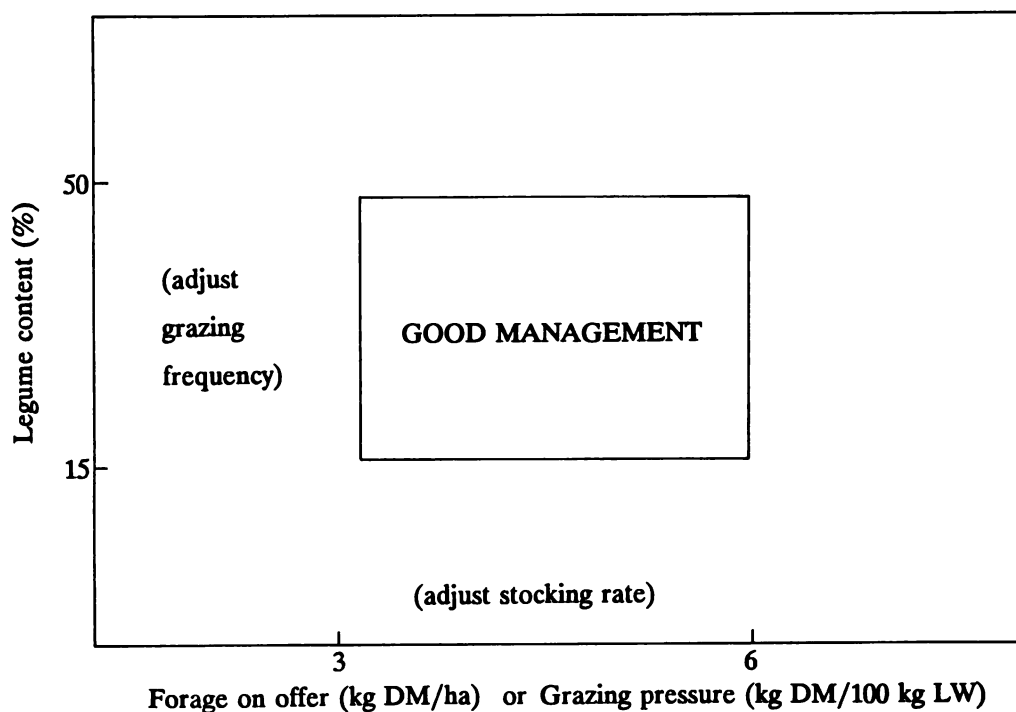 50
Legume content (%)
(adjust
grazing
frequency)
GOOD MANAGEMENT
15
(adjust stocking rate)
3
6
Forage on offer (kg DM/ha) or Grazing pressure (kg DM/100 kg LW)